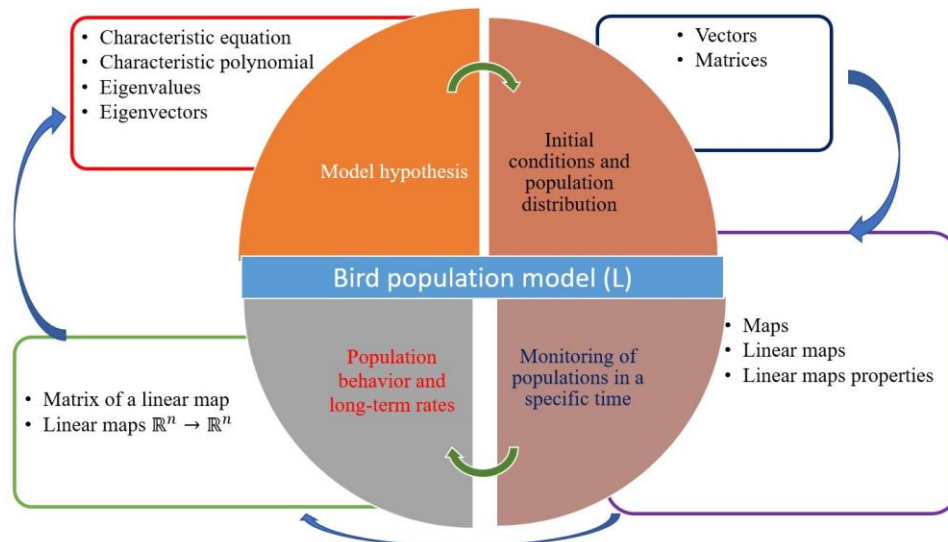 • Characteristic equation
• Characteristic polynomial
• Eigenvalues
• Eigenvectors
• Vectors
• Matrices
Model hypothesis
Initial
conditions and
population
distribution
Bird population model (L)
Population
behavior and
long-term rates
Monitoring of
populations in a
specific time
• Maps
• Linear maps
• Linear maps properties
• Matrix of a linear map
• Linear maps ℝⁿ → ℝⁿ